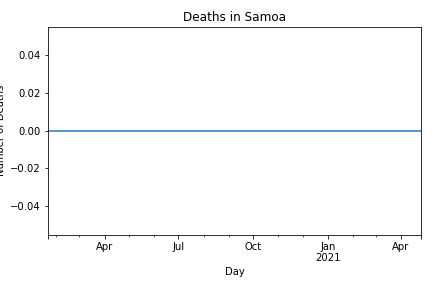 Deaths in Samoa
Number of Deaths
0.04
0.02
0.00
−0.02
−0.04
Apr
Jul
Oct
Jan
2021
Apr
Day